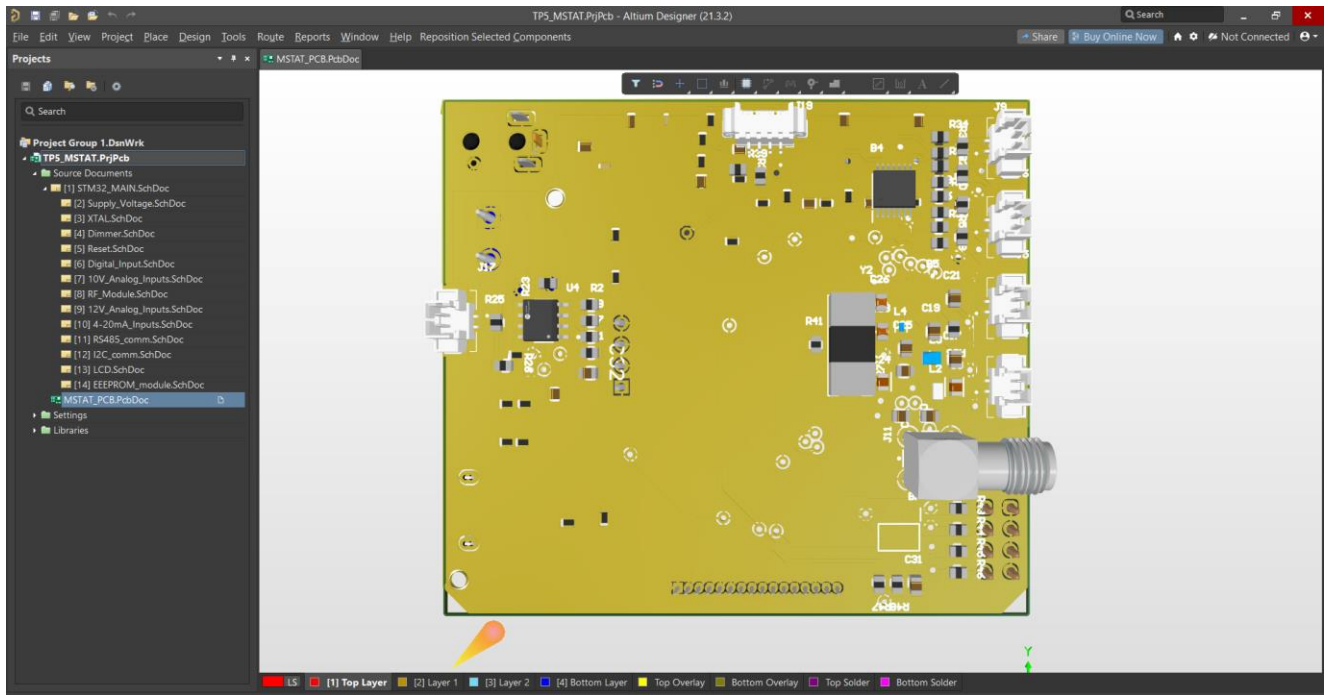 TP5_MSTAT.PrjPcb - Altium Designer (21.3.2)
Search
File Edit View Project Place Design Tools Route Reports Window Help Reposition Selected Components
Share Buy Online Now Not Connected
Projects
MSTAT_PCB.PcbDoc
Search
Project Group 1.DsnWrk
TP5_MSTAT.PrjPcb
Source Documents
[1] STM32_MAIN.SchDoc
[2] Supply_Voltage.SchDoc
[3] XTAL.SchDoc
[4] Dimmer.SchDoc
[5] Reset.SchDoc
[6] Digital_Input.SchDoc
[7] 10V_Analog_Inputs.SchDoc
[8] RF_Module.SchDoc
[9] 12V_Analog_Inputs.SchDoc
[10] 4-20mA_Inputs.SchDoc
[11] RS485_comm.SchDoc
[12] I2C_comm.SchDoc
[13] LCD.SchDoc
[14] EEEPROM_module.SchDoc
MSTAT_PCB.PcbDoc
Settings
Libraries
J9
R34
B4
J17
Y2
C21
R23
U4 R2
R25
C19
R41
L4
L2
J11
C31
Y
LS [1] Top Layer [2] Layer 1 [3] Layer 2 [4] Bottom Layer Top Overlay Bottom Overlay Top Solder Bottom Solder